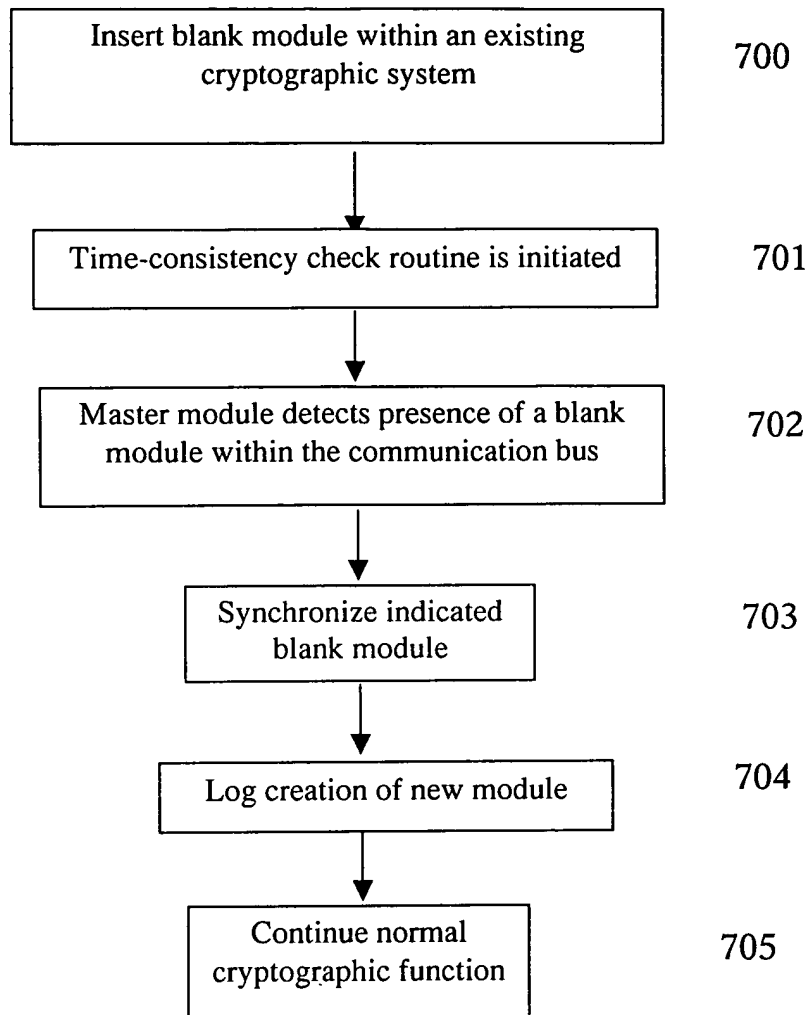 Insert blank module within an existing
cryptographic system
700
Time-consistency check routine is initiated
701
Master module detects presence of a blank
module within the communication bus
702
Synchronize indicated
blank module
703
Log creation of new module
704
Continue normal
cryptographic function
705